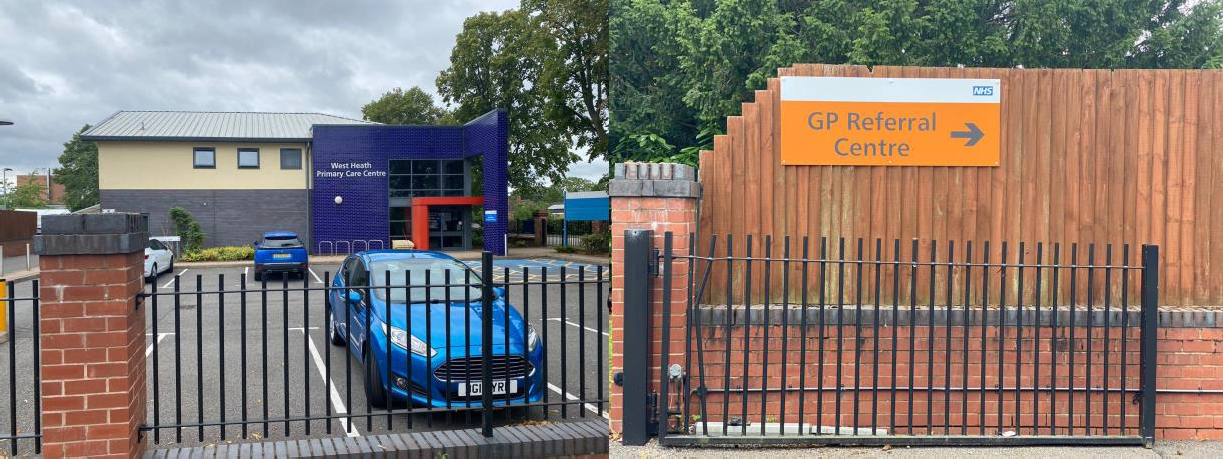 West Heath
Primary Care Centre
NHS
GP Referral
Centre